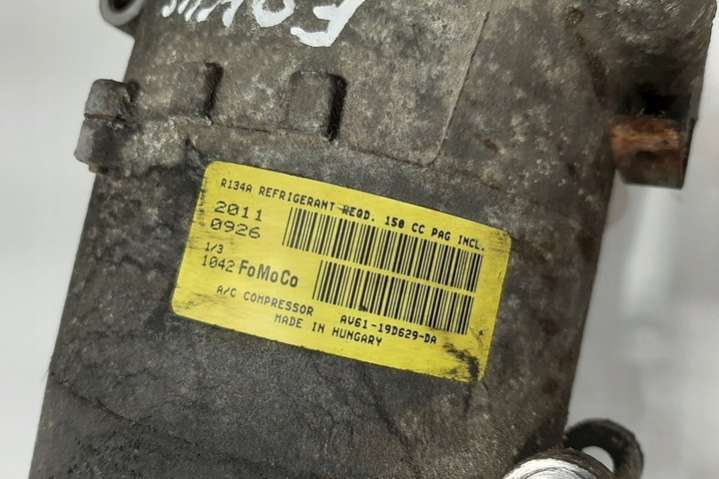 R134A REFRIGERANT REQD. 150 CC PAG INCL.
2011
0926
1/3
1042 FoMoCo
A/C COMPRESSOR AV61-19D629-DA
MADE IN HUNGARY